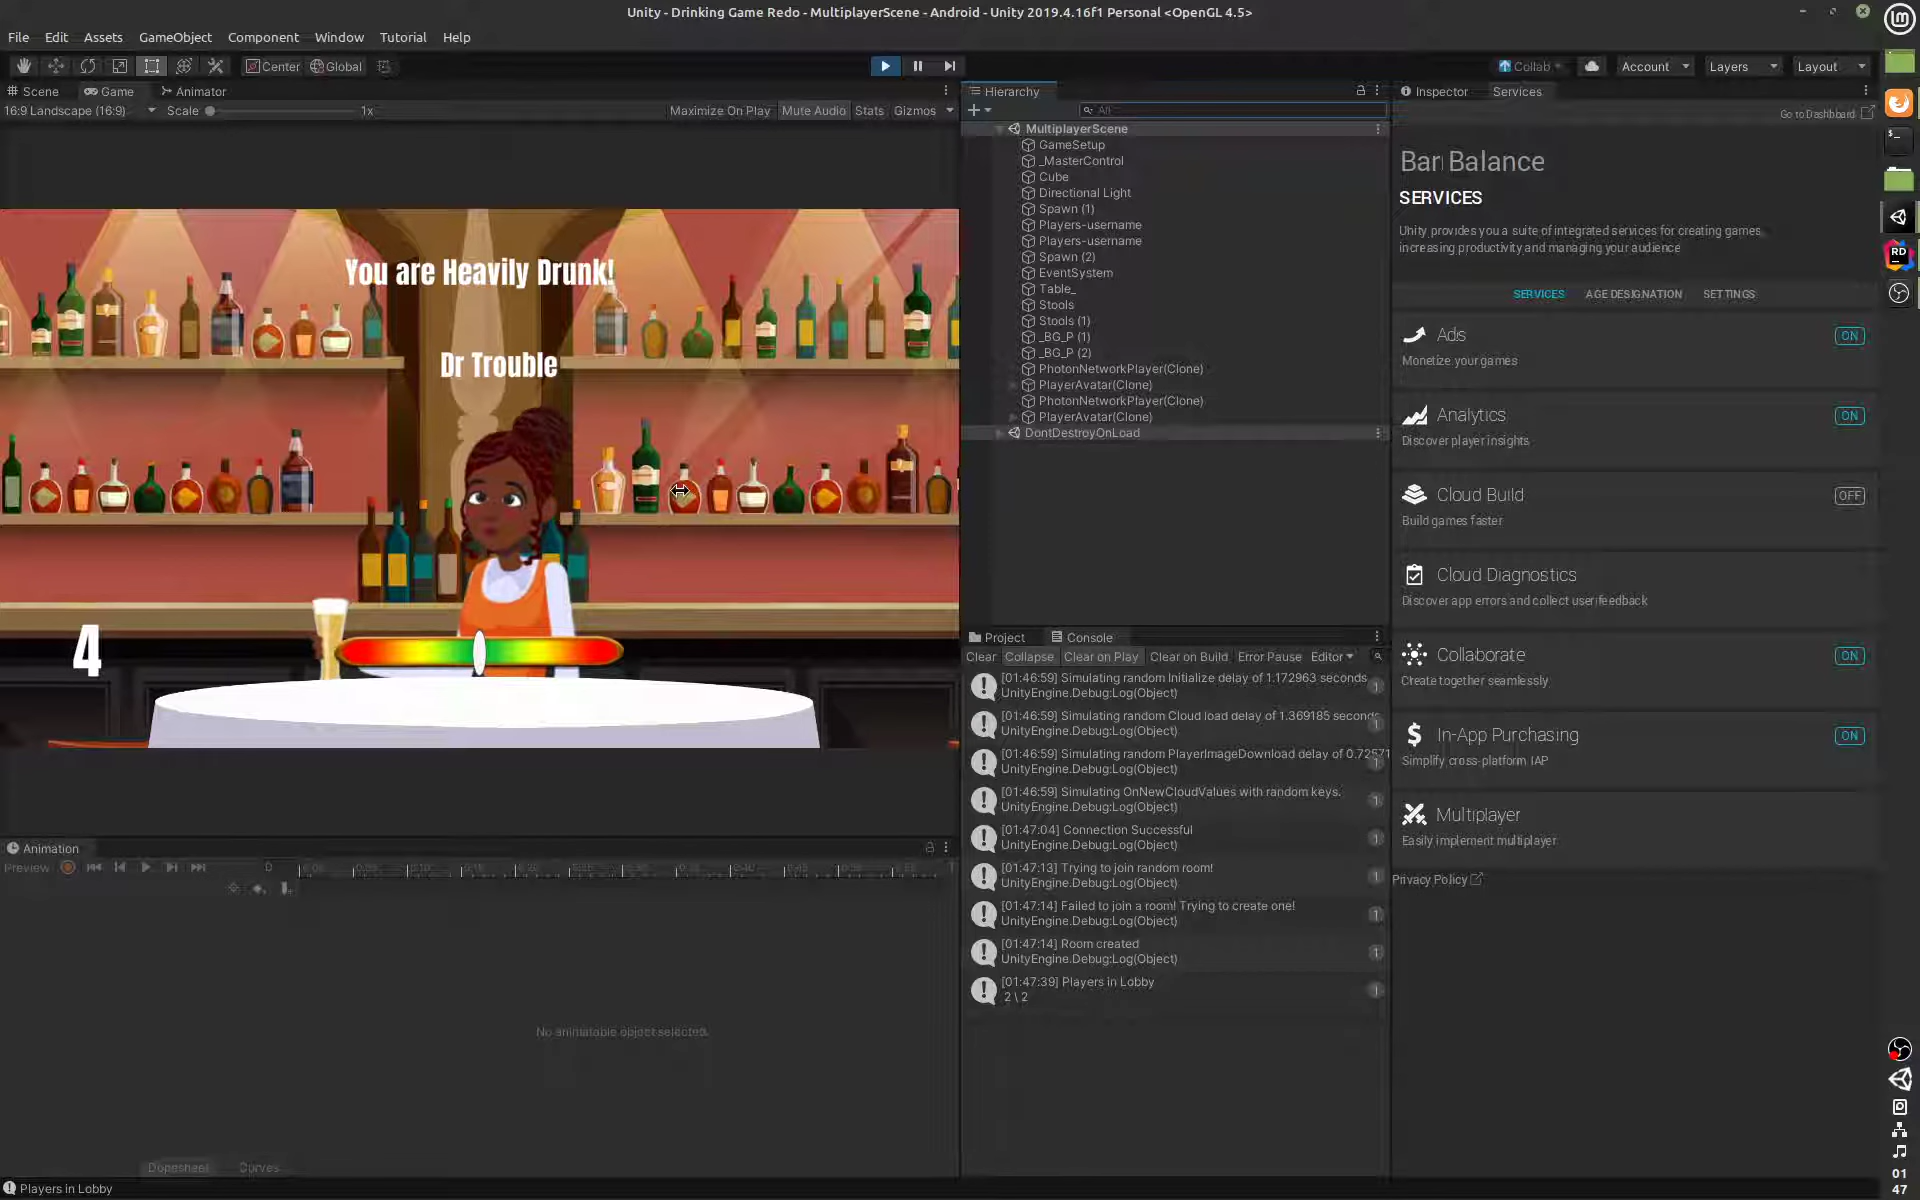 Unity - Drinking Game Redo - MultiplayerScene - Android - Unity 2019.4.16f1 Personal <OpenGL 4.5>
File Edit Assets GameObject Component Window Tutorial Help
Center Global
Collab Account Layers Layout
Scene Game Animator
16:9 Landscape (16:9) Scale 1x Maximize On Play Mute Audio Stats Gizmos
You are Heavily Drunk!
Dr Trouble
4
Hierarchy
All
MultiplayerScene
GameSetup
_MasterControl
Cube
Directional Light
Spawn (1)
Players-username
Players-username
Spawn (2)
EventSystem
Table_
Stools
Stools (1)
_BG_P (1)
_BG_P (2)
PhotonNetworkPlayer(Clone)
PlayerAvatar(Clone)
PhotonNetworkPlayer(Clone)
PlayerAvatar(Clone)
DontDestroyOnLoad
Project Console
Clear Collapse Clear on Play Clear on Build Error Pause Editor
[01:46:59] Simulating random Initialize delay of 1.172963 seconds
UnityEngine.Debug:Log(Object)
1
[01:46:59] Simulating random Cloud load delay of 1.369185 seconds
UnityEngine.Debug:Log(Object)
1
[01:46:59] Simulating random PlayerImageDownload delay of 0.72571
UnityEngine.Debug:Log(Object)
1
[01:46:59] Simulating OnNewCloudValues with random keys.
UnityEngine.Debug:Log(Object)
1
[01:47:04] Connection Successful
UnityEngine.Debug:Log(Object)
1
[01:47:13] Trying to join random room!
UnityEngine.Debug:Log(Object)
1
[01:47:14] Failed to join a room! Trying to create one!
UnityEngine.Debug:Log(Object)
1
[01:47:14] Room created
UnityEngine.Debug:Log(Object)
1
[01:47:39] Players in Lobby
2 \ 2
1
Inspector Services
Go to Dashboard
Bar Balance
SERVICES
Unity provides you a suite of integrated services for creating games
increasing productivity and managing your audience
SERVICES AGE DESIGNATION SETTINGS
Ads ON
Monetize your games
Analytics ON
Discover player insights
Cloud Build OFF
Build games faster
Cloud Diagnostics
Discover app errors and collect user feedback
Collaborate ON
Create together seamlessly
In-App Purchasing ON
Simplify cross-platform IAP
Multiplayer
Easily implement multiplayer
Privacy Policy
Animation
Preview 0
No animatable object selected.
Dopesheet Curves
Players in Lobby
RD
01
47